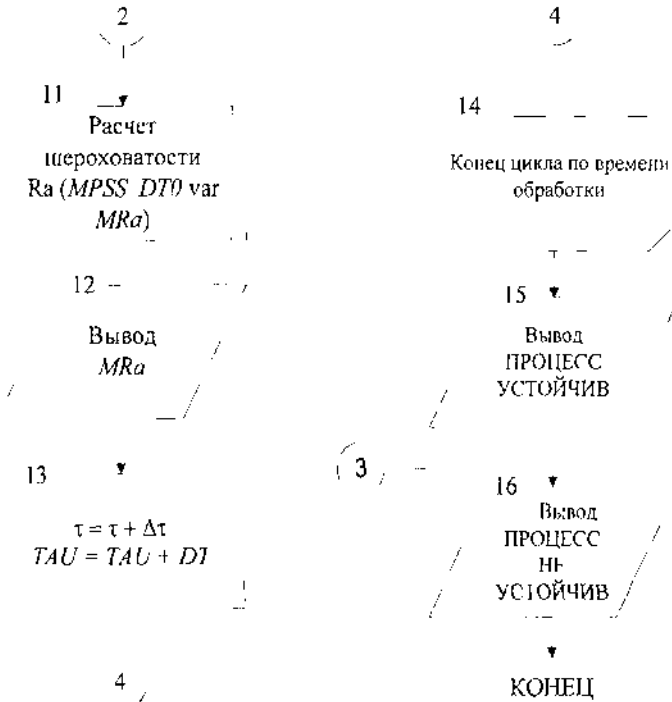 2
11
Расчет
шероховатости
Ra (MPSS DT0 var
MRa)
12
Вывод
MRa
13
τ = τ + Δτ
TAU = TAU + DT
4
4
14
Конец цикла по времени
обработки
15
Вывод
ПРОЦЕСС
УСТОЙЧИВ
3
16
Вывод
ПРОЦЕСС
НЕ
УСТОЙЧИВ
КОНЕЦ